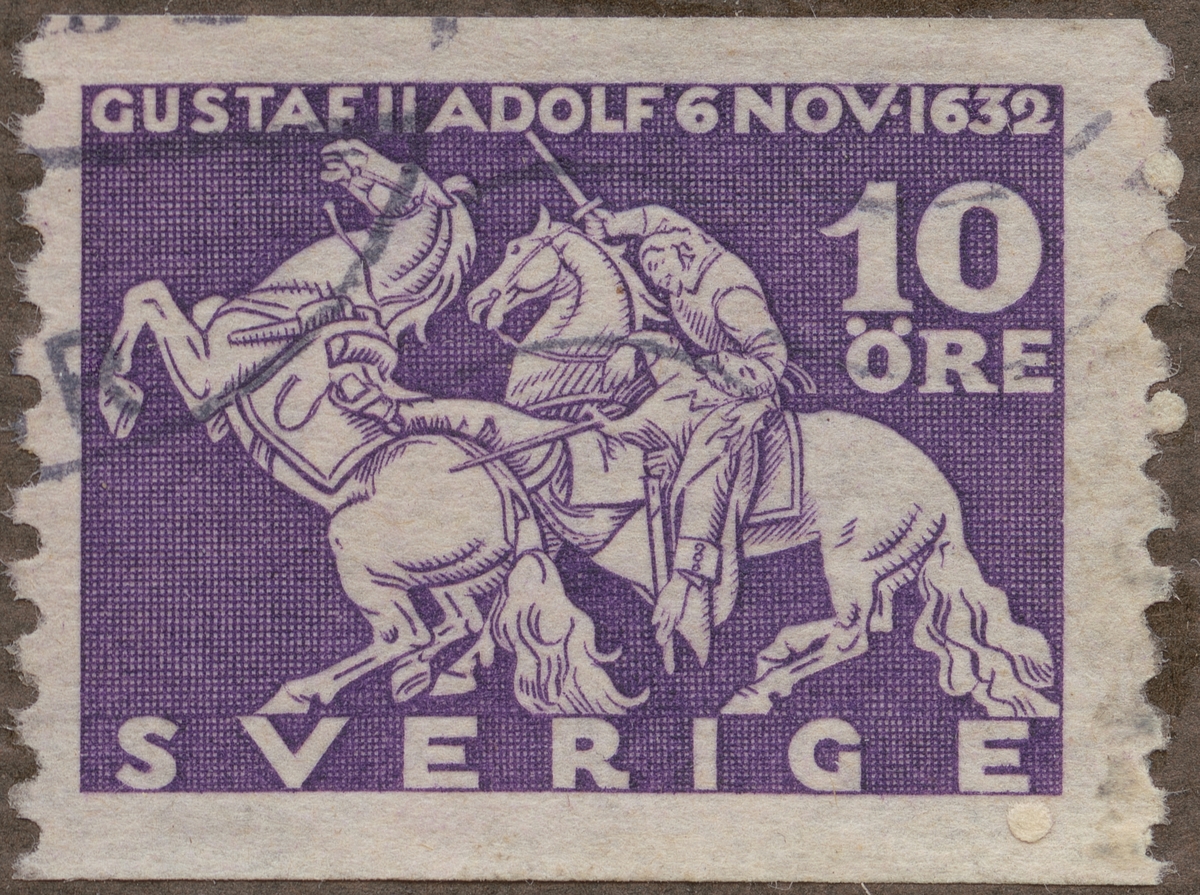 GUSTAF II ADOLF 6 NOV·1632
10
ÖRE
SVERIGE